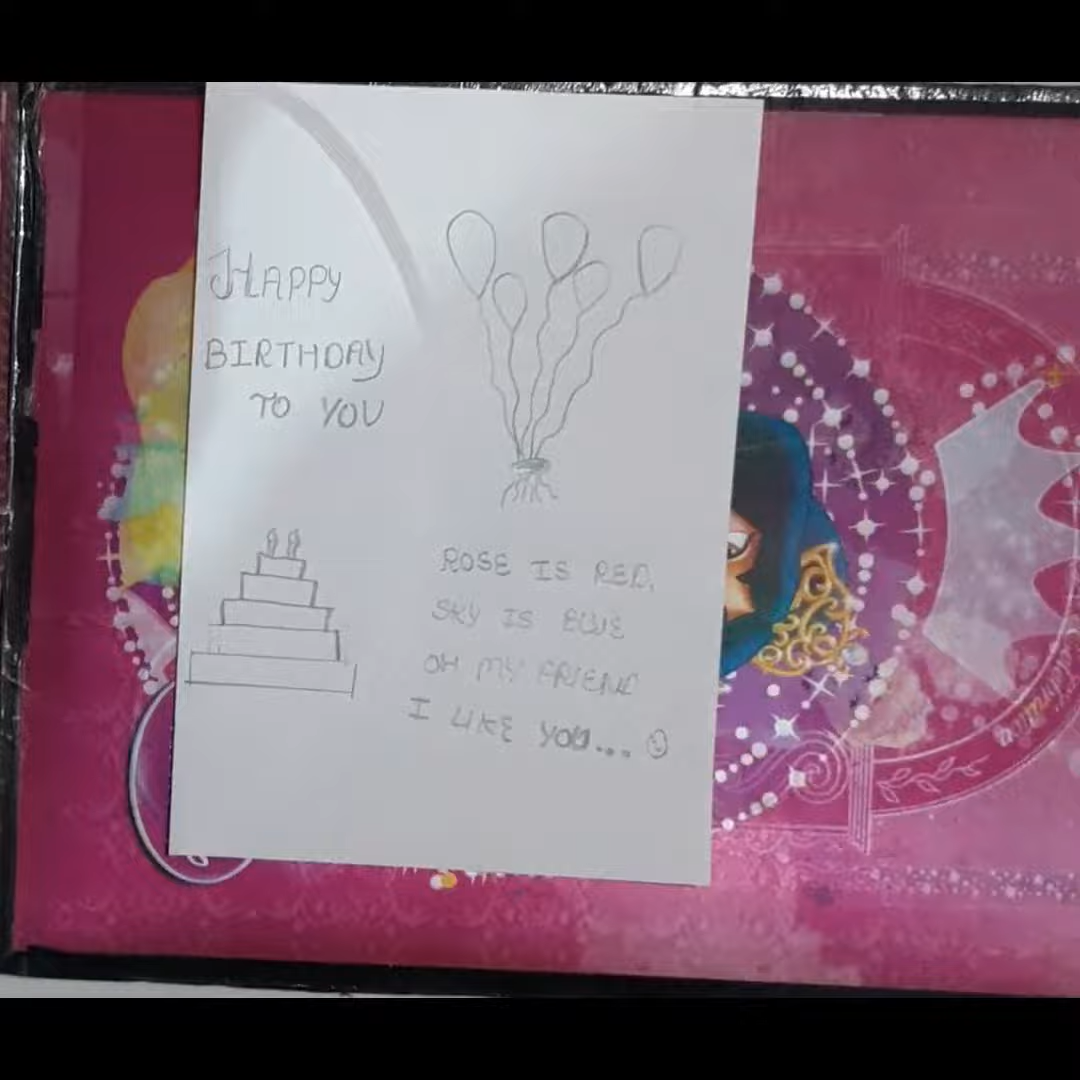 HAPPY
BIRTHDAY
TO YOU
ROSE IS RED,
SKY IS BLUE
OH MY FRIEND
I LIKE YOU...